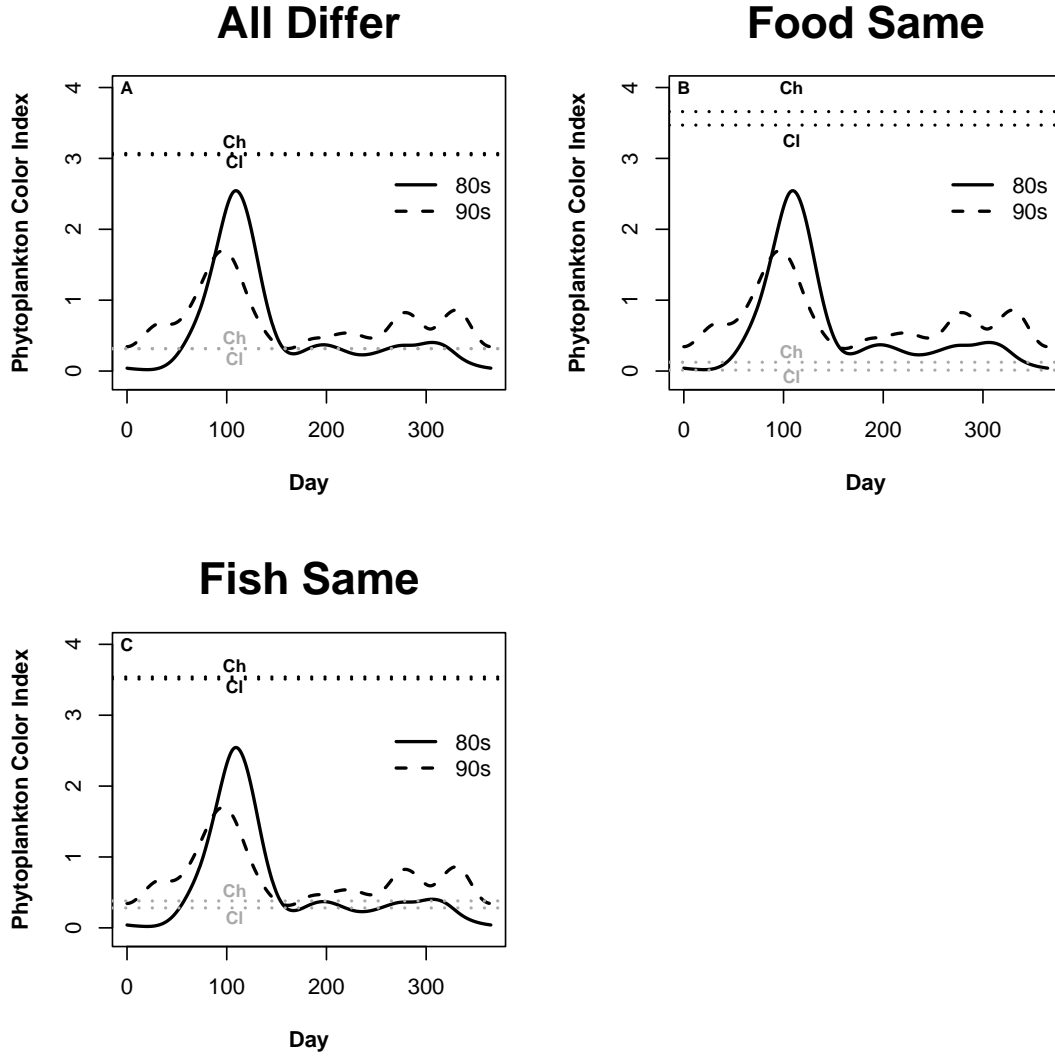 All Differ
Phytoplankton Color Index
4
3
2
1
0
A
Ch
Cl
80s
90s
Ch
Cl
0 100 200 300
Day
Food Same
Phytoplankton Color Index
4
3
2
1
0
B
Ch
Cl
80s
90s
Ch
Cl
0 100 200 300
Day
Fish Same
Phytoplankton Color Index
4
3
2
1
0
C
Ch
Cl
80s
90s
Ch
Cl
0 100 200 300
Day